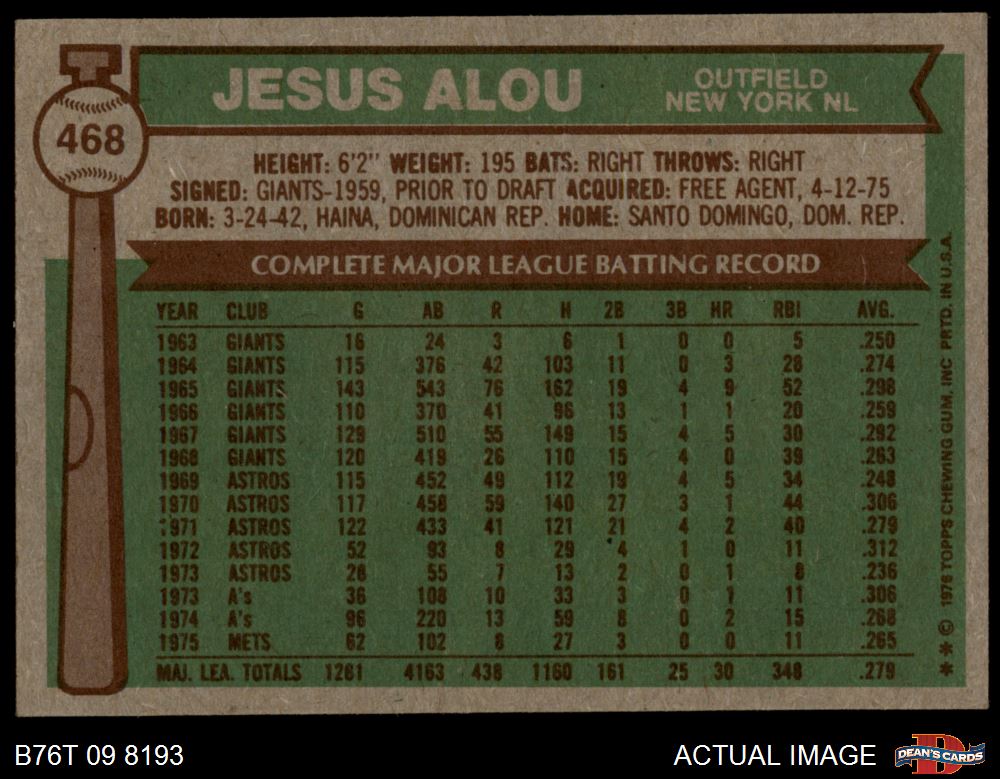 468
JESUS ALOU
OUTFIELD
NEW YORK NL
HEIGHT: 6'2" WEIGHT: 195 BATS: RIGHT THROWS: RIGHT
SIGNED: GIANTS-1959, PRIOR TO DRAFT ACQUIRED: FREE AGENT, 4-12-75
BORN: 3-24-42, HAINA, DOMINICAN REP. HOME: SANTO DOMINGO, DOM. REP.
COMPLETE MAJOR LEAGUE BATTING RECORD
YEAR CLUB G AB R H 2B 3B HR RBI AVG.
1963 GIANTS 16 24 3 6 1 0 0 5 .250
1964 GIANTS 115 376 42 103 11 0 3 28 .274
1965 GIANTS 143 543 76 162 19 4 9 52 .298
1966 GIANTS 110 370 41 96 13 1 1 20 .259
1967 GIANTS 129 510 55 149 15 4 5 30 .292
1968 GIANTS 120 419 26 110 15 4 0 39 .263
1969 ASTROS 115 452 49 112 19 4 5 34 .248
1970 ASTROS 117 458 59 140 27 3 1 44 .306
1971 ASTROS 122 433 41 121 21 4 2 40 .279
1972 ASTROS 52 93 8 29 4 1 0 11 .312
1973 ASTROS 28 55 7 13 2 0 1 8 .236
1973 A's 36 108 10 33 3 0 1 11 .306
1974 A's 96 220 13 59 8 0 2 15 .268
1975 METS 62 102 8 27 3 0 0 11 .265
MAJ. LEA. TOTALS 1261 4163 436 1160 161 25 30 348 .279
** © 1976 TOPPS CHEWING GUM, INC PRTD. IN U.S.A.
B76T 09 8193
ACTUAL IMAGE
DEAN'S CARDS